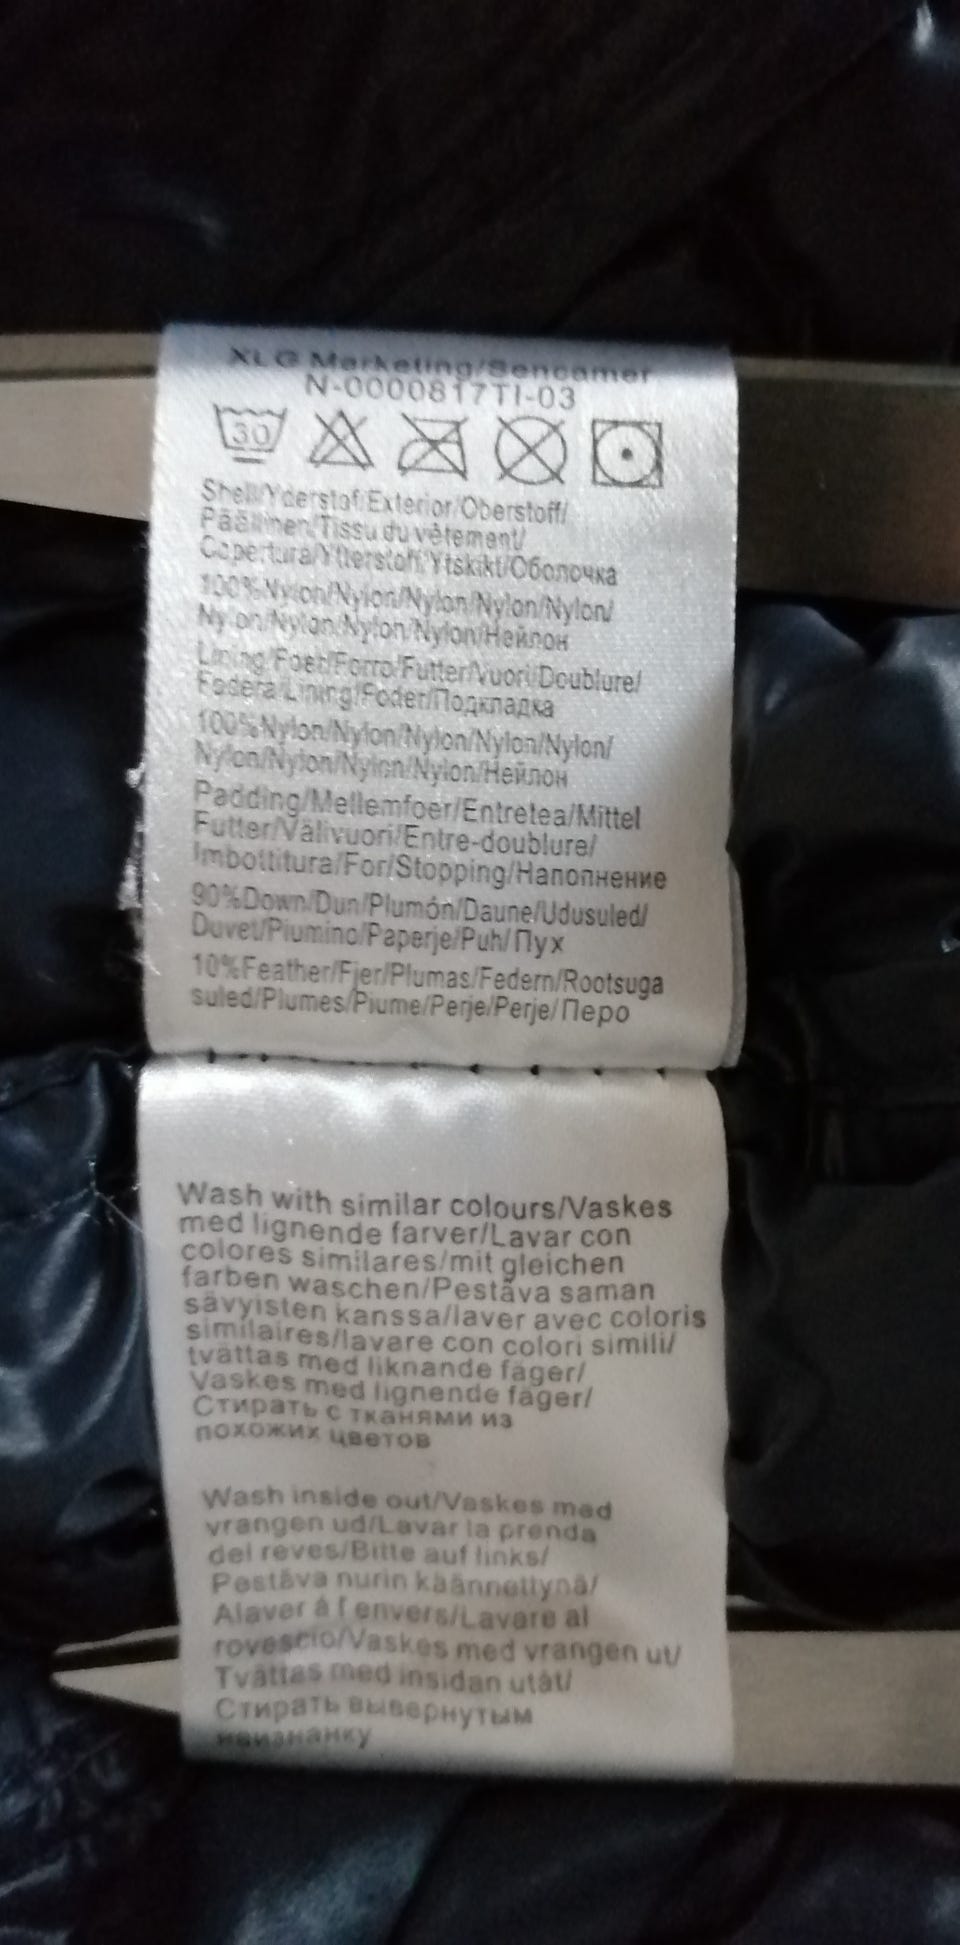 XLG Marketing/Sencamer
N-0000817TI-03
30
Shell/Yderstof/Exterior/Oberstoff/
Päällinen/Tissu du vêtement/
Copertura/Ytterstoff/Ytskikt/Оболочка
100%Nylon/Nylon/Nylon/Nylon/Nylon/
Nylon/Nylon/Nylon/Nylon/Нейлон
Lining/Foer/Forro/Futter/Vuori/Doublure/
Federa/Lining/Foder/Подкладка
100%Nylon/Nylon/Nylon/Nylon/Nylon/
Nylon/Nylon/Nylon/Nylon/Нейлон
Padding/Mellemfoer/Entretea/Mittel
Futter/Välivuori/Entre-doublure/
Imbottitura/For/Stopping/Наполнение
90%Down/Dun/Plumón/Daune/Udusuled/
Duvet/Piumino/Paperje/Puh/Пух
10%Feather/Fjer/Plumas/Federn/Rootsuga
suled/Plumes/Piume/Perje/Perje/Перо
Wash with similar colours/Vaskes
med lignende farver/Lavar con
colores similares/mit gleichen
farben waschen/Pestäva saman
sävyisten kanssa/laver avec coloris
similaires/lavare con colori simili/
tvättas med liknande fäger/
Vaskes med lignende fager/
Стирать с тканями из
похожих цветов
Wash inside out/Vaskes med
vrangen ud/Lavar la prenda
del reves/Bitte auf links/
Pestäva nurin käännettynä/
Alaver á l'envers/Lavare al
rovescio/Vaskes med vrangen ut/
Tvättas med insidan utåt/
Стирать вывернутым
наизнанку